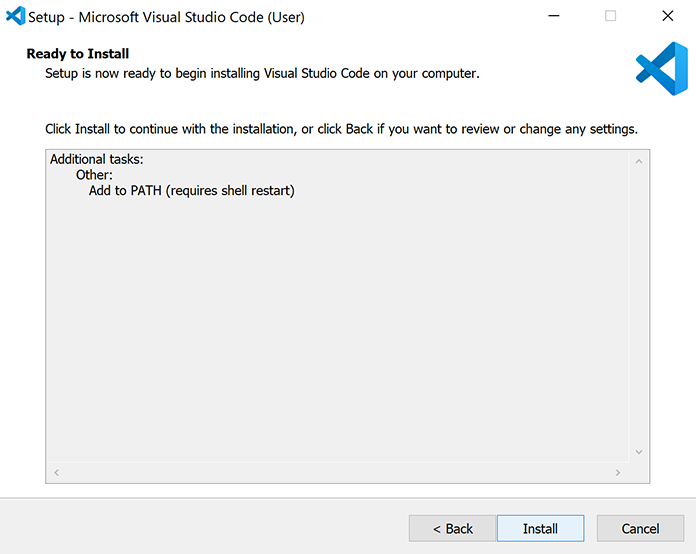 Setup - Microsoft Visual Studio Code (User)
Ready to Install
Setup is now ready to begin installing Visual Studio Code on your computer.
Click Install to continue with the installation, or click Back if you want to review or change any settings.
Additional tasks:
Other:
Add to PATH (requires shell restart)
< Back
Install
Cancel